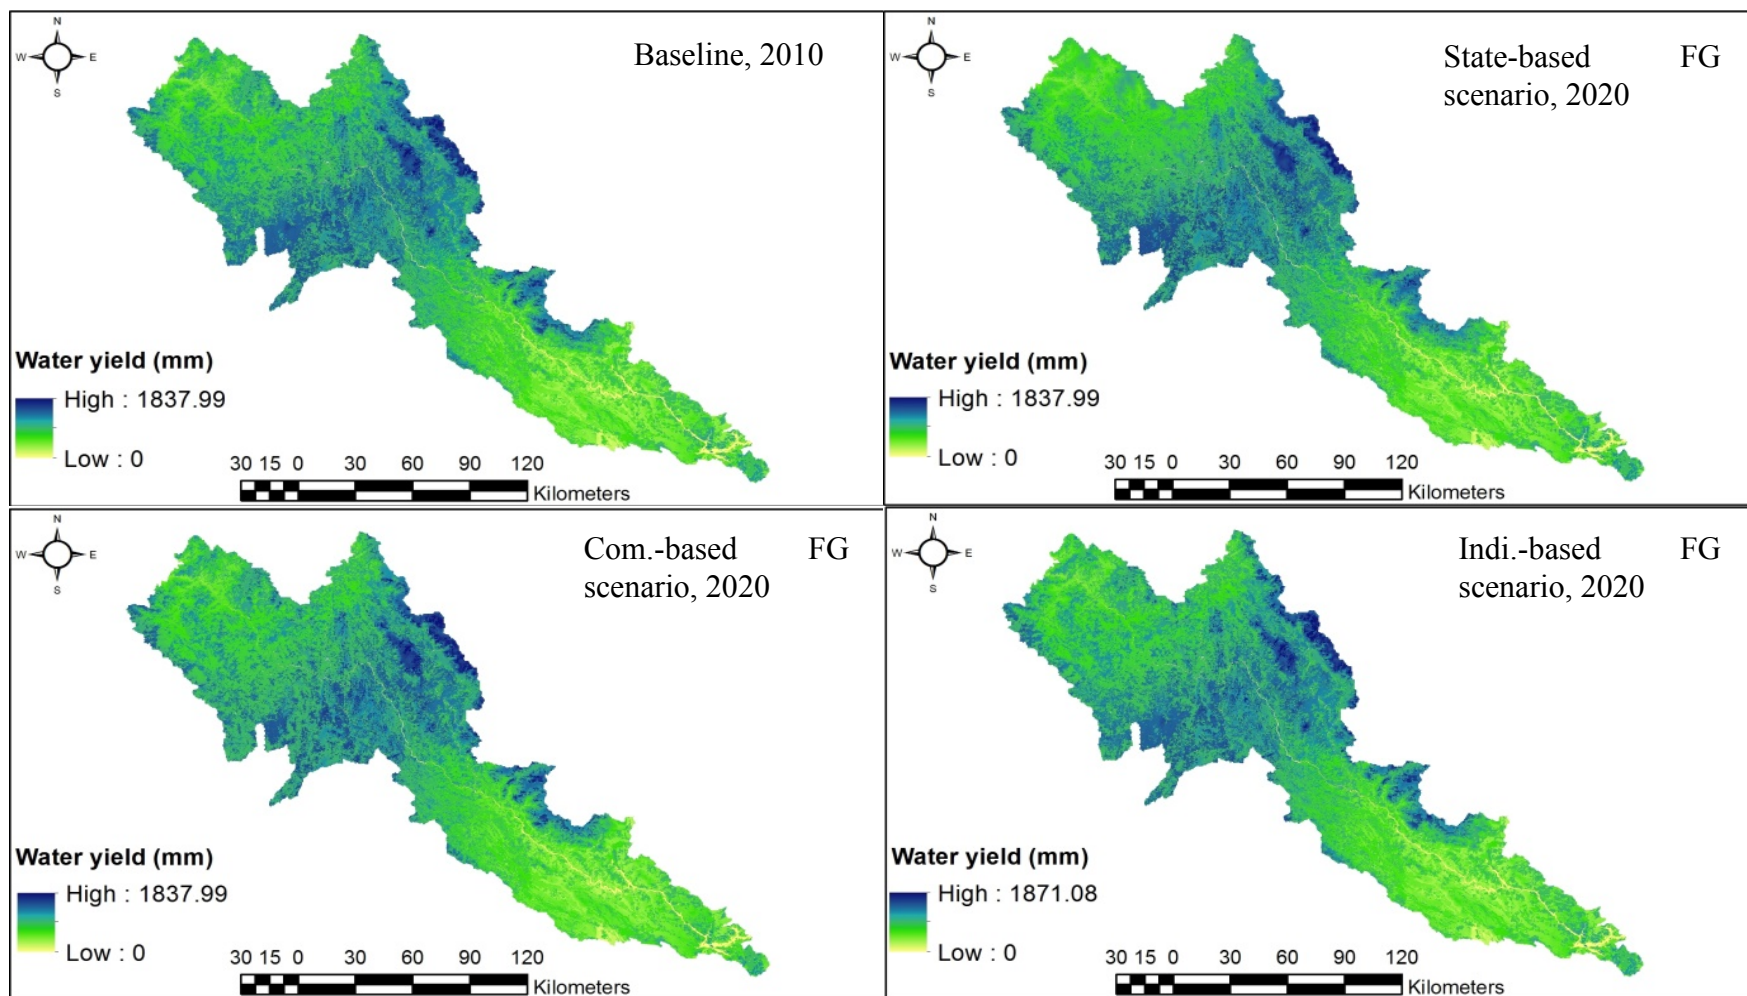 N
W E
S
Baseline, 2010
Water yield (mm)
High : 1837.99
Low : 0
30 15 0 30 60 90 120
Kilometers
N
W E
S
State-based FG
scenario, 2020
Water yield (mm)
High : 1837.99
Low : 0
30 15 0 30 60 90 120
Kilometers
N
W E
S
Com.-based FG
scenario, 2020
Water yield (mm)
High : 1837.99
Low : 0
30 15 0 30 60 90 120
Kilometers
N
W E
S
Indi.-based FG
scenario, 2020
Water yield (mm)
High : 1871.08
Low : 0
30 15 0 30 60 90 120
Kilometers